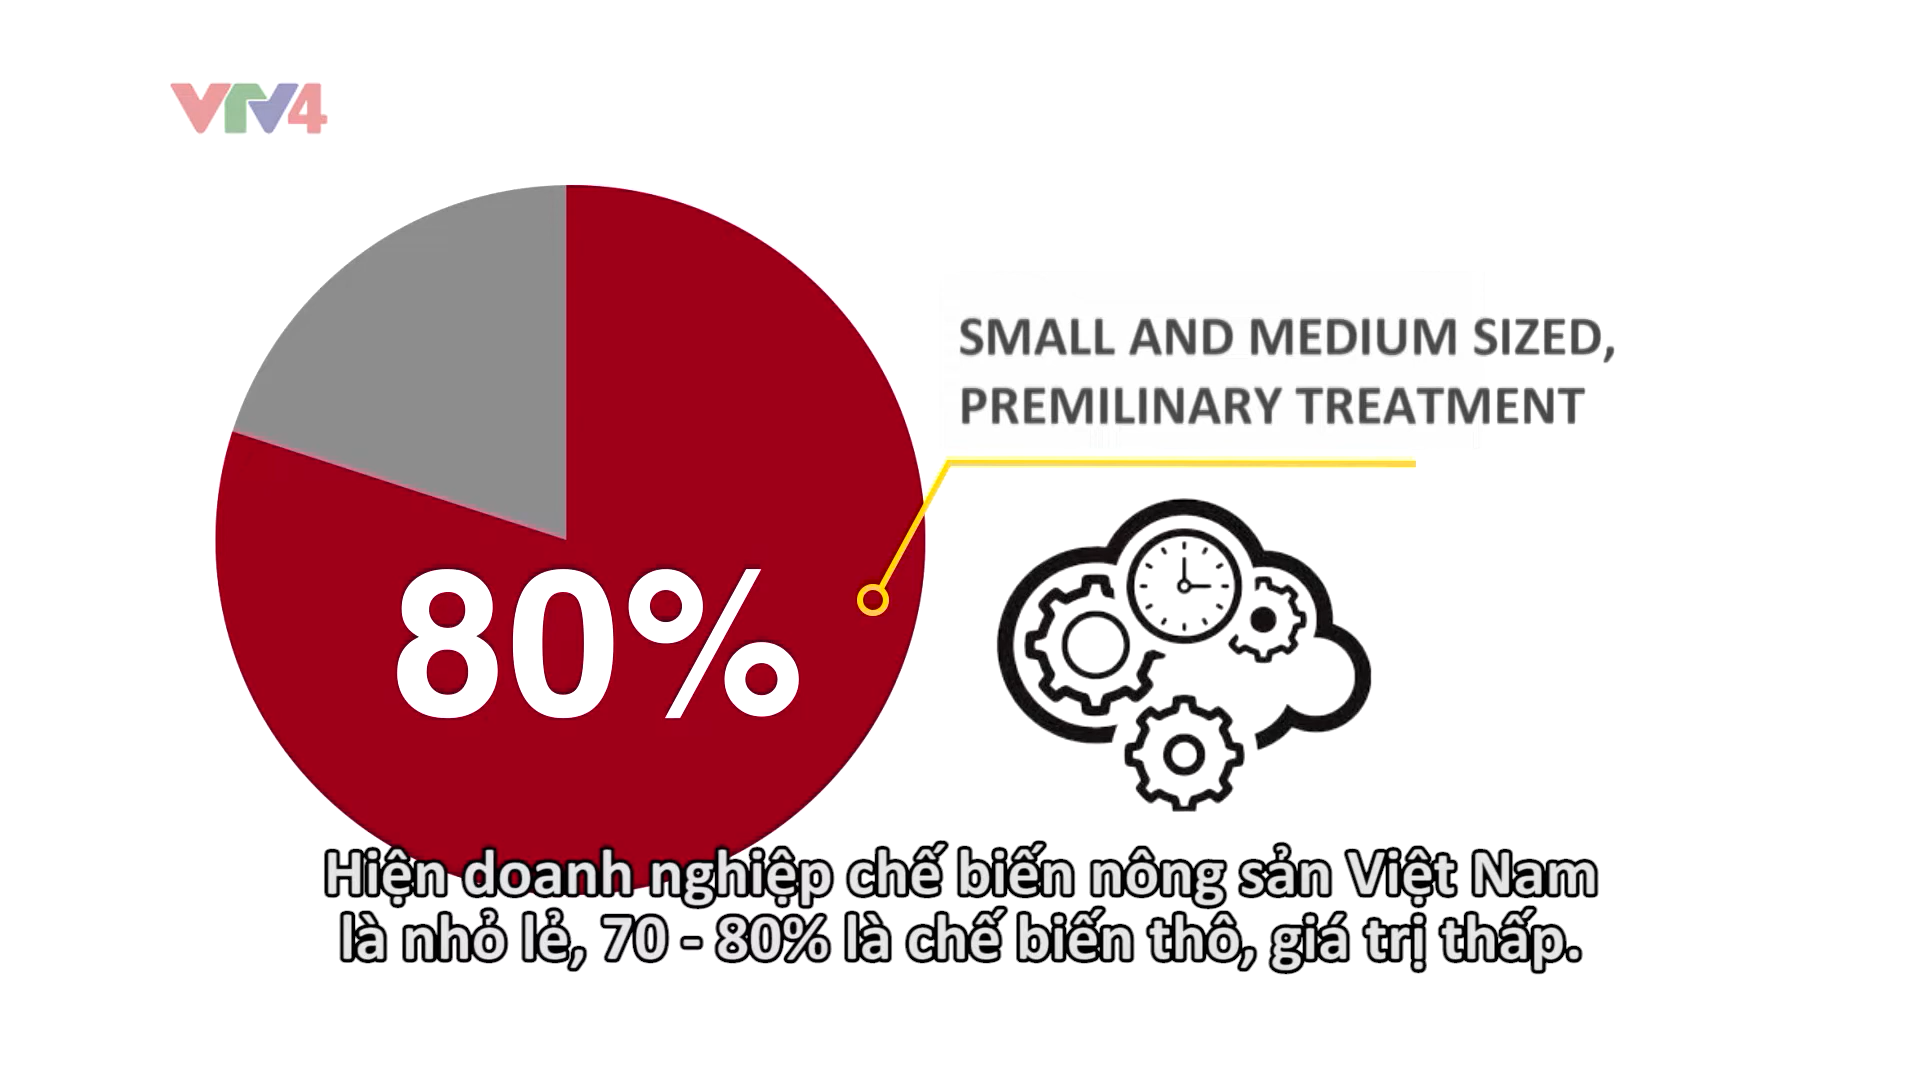 VTV4
SMALL AND MEDIUM SIZED,
PREMILINARY TREATMENT
80%
Hiện doanh nghiệp chế biến nông sản Việt Nam
là nhỏ lẻ, 70 - 80% là chế biến thô, giá trị thấp.